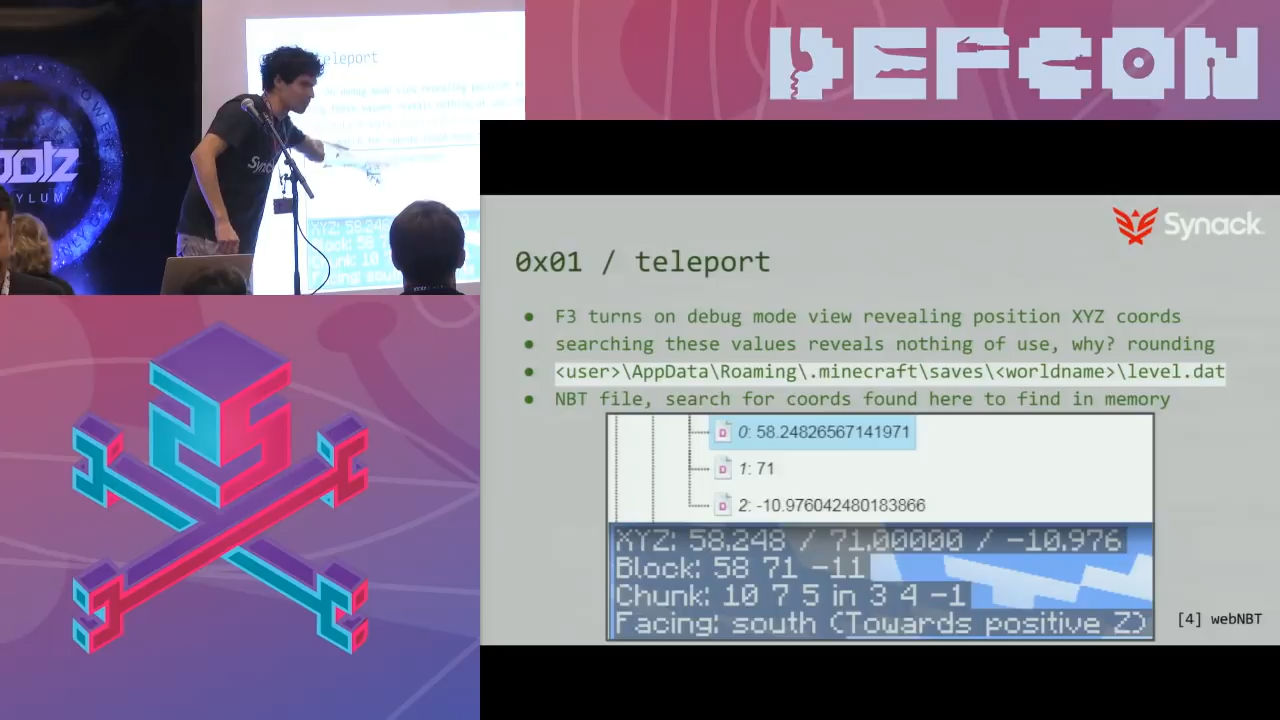 DEFCON
teleport
Synack
0x01 / teleport
• F3 turns on debug mode view revealing position XYZ coords
• searching these values reveals nothing of use, why? rounding
• <user>\AppData\Roaming\.minecraft\saves\<worldname>\level.dat
• NBT file, search for coords found here to find in memory
0: 58.24826567141971
1: 71
2: -10.976042480183866
XYZ: 58.248 / 71.00000 / -10.976
Block: 58 71 -11
Chunk: 10 7 5 in 3 4 -1
Facing: south (Towards positive Z)
[4] webNBT